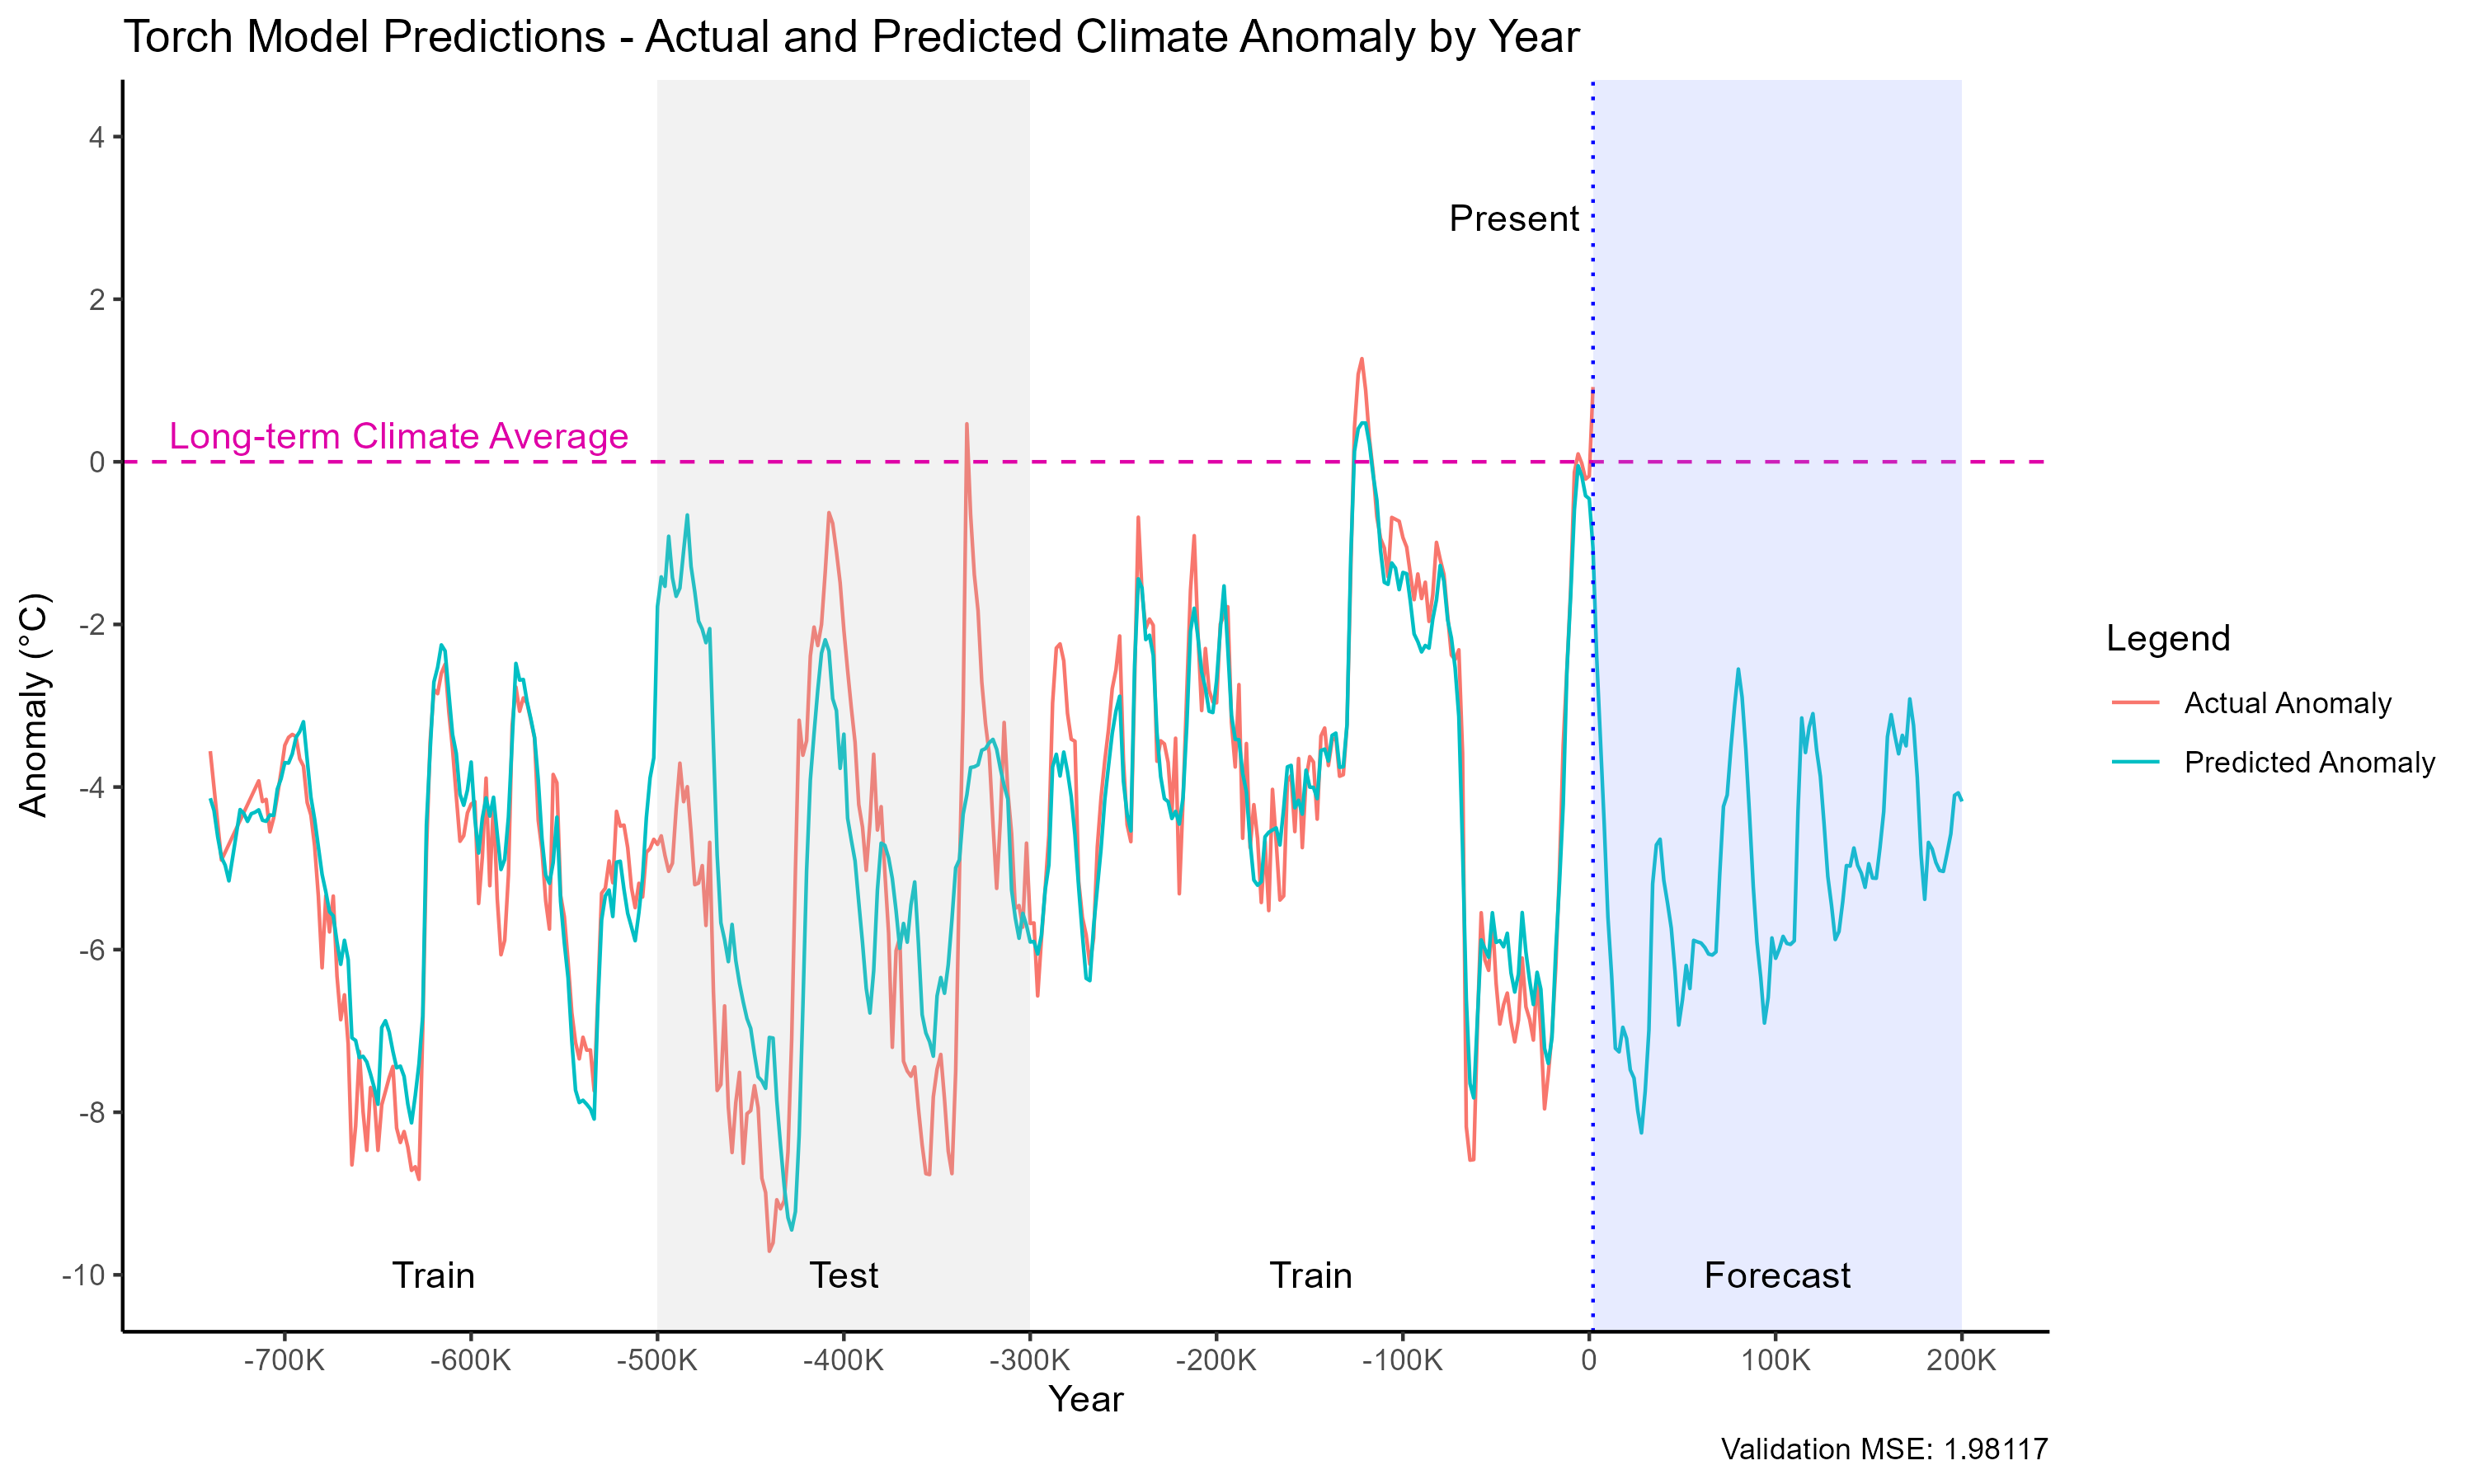 Torch Model Predictions - Actual and Predicted Climate Anomaly by Year
Anomaly (°C)
4
2
0
-2
-4
-6
-8
-10
Present
Long-term Climate Average
Train
Test
Train
Forecast
-700K
-600K
-500K
-400K
-300K
-200K
-100K
0
100K
200K
Year
Legend
Actual Anomaly
Predicted Anomaly
Validation MSE: 1.98117